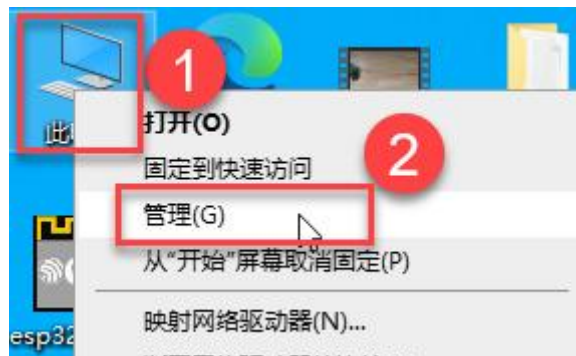 1
此
打开(O)
2
固定到快速访问
管理(G)
从“开始”屏幕取消固定(P)
映射网络驱动器(N)...
esp32